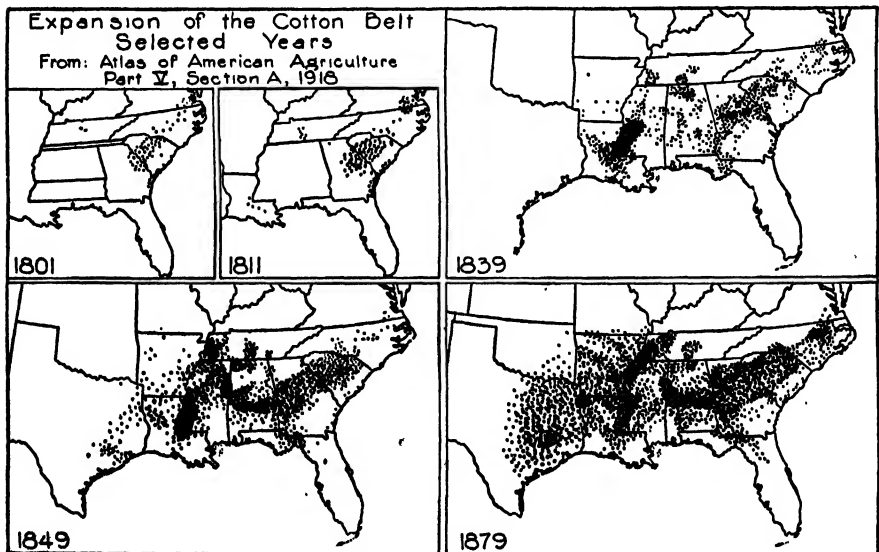 Expansion of the Cotton Belt
Selected Years
From: Atlas of American Agriculture
Part V, Section A, 1918
1801
1811
1839
1849
1879